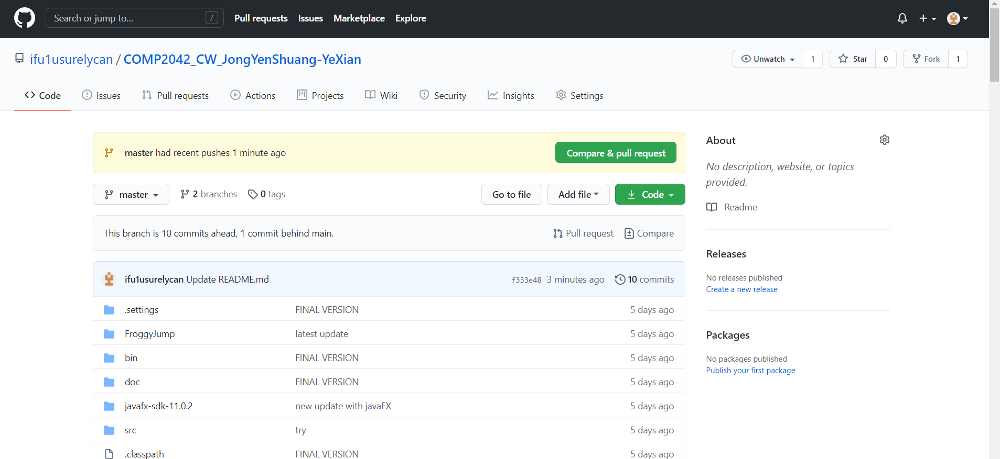 Search or jump to... /
Pull requests Issues Marketplace Explore
ifu1usurelycan / COMP2042_CW_JongYenShuang-YeXian
Unwatch 1 Star 0 Fork 1
Code Issues Pull requests Actions Projects Wiki Security Insights Settings
master had recent pushes 1 minute ago
Compare & pull request
master 2 branches 0 tags
Go to file Add file Code
This branch is 10 commits ahead, 1 commit behind main.
Pull request Compare
ifu1usurelycan Update README.md f333e48 3 minutes ago 10 commits
.settings FINAL VERSION 5 days ago
FroggyJump latest update 5 days ago
bin FINAL VERSION 5 days ago
doc FINAL VERSION 5 days ago
javafx-sdk-11.0.2 new update with javaFX 5 days ago
src try 5 days ago
.classpath FINAL VERSION 5 days ago
About
No description, website, or topics
provided.
Readme
Releases
No releases published
Create a new release
Packages
No packages published
Publish your first package